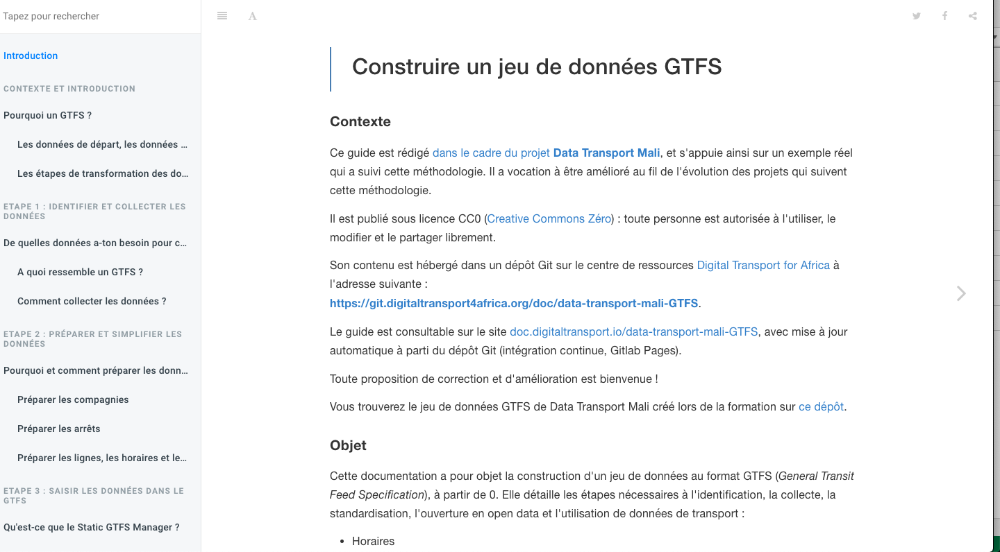 Tapez pour rechercher
Introduction
CONTEXTE ET INTRODUCTION
Pourquoi un GTFS ?
Les données de départ, les données ...
Les étapes de transformation des do...
ETAPE 1 : IDENTIFIER ET COLLECTER LES
DONNÉES
De quelles données a-ton besoin pour c...
A quoi ressemble un GTFS ?
Comment collecter les données ?
ETAPE 2 : PRÉPARER ET SIMPLIFIER LES
DONNÉES
Pourquoi et comment préparer les donn...
Préparer les compagnies
Préparer les arrêts
Préparer les lignes, les horaires et le...
ETAPE 3 : SAISIR LES DONNÉES DANS LE
GTFS
Qu'est-ce que le Static GTFS Manager ?
A
Construire un jeu de données GTFS
Contexte
Ce guide est rédigé dans le cadre du projet Data Transport Mali, et s'appuie ainsi sur un exemple réel
qui a suivi cette méthodologie. Il a vocation à être amélioré au fil de l'évolution des projets qui suivent
cette méthodologie.
Il est publié sous licence CC0 (Creative Commons Zéro) : toute personne est autorisée à l'utiliser, le
modifier et le partager librement.
Son contenu est hébergé dans un dépôt Git sur le centre de ressources Digital Transport for Africa à
l'adresse suivante :
https://git.digitaltransport4africa.org/doc/data-transport-mali-GTFS.
Le guide est consultable sur le site doc.digitaltransport.io/data-transport-mali-GTFS, avec mise à jour
automatique à parti du dépôt Git (intégration continue, Gitlab Pages).
Toute proposition de correction et d'amélioration est bienvenue !
Vous trouverez le jeu de données GTFS de Data Transport Mali créé lors de la formation sur ce dépôt.
Objet
Cette documentation a pour objet la construction d'un jeu de données au format GTFS (General Transit
Feed Specification), à partir de 0. Elle détaille les étapes nécessaires à l'identification, la collecte, la
standardisation, l'ouverture en open data et l'utilisation de données de transport :
• Horaires